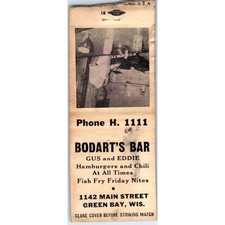 U.S.A.
Phone H. 1111
BODART'S BAR
GUS and EDDIE
Hamburgers and Chili
At All Times
Fish Fry Friday Nites
1142 MAIN STREET
GREEN BAY, WIS.
CLOSE COVER BEFORE STRIKING MATCH